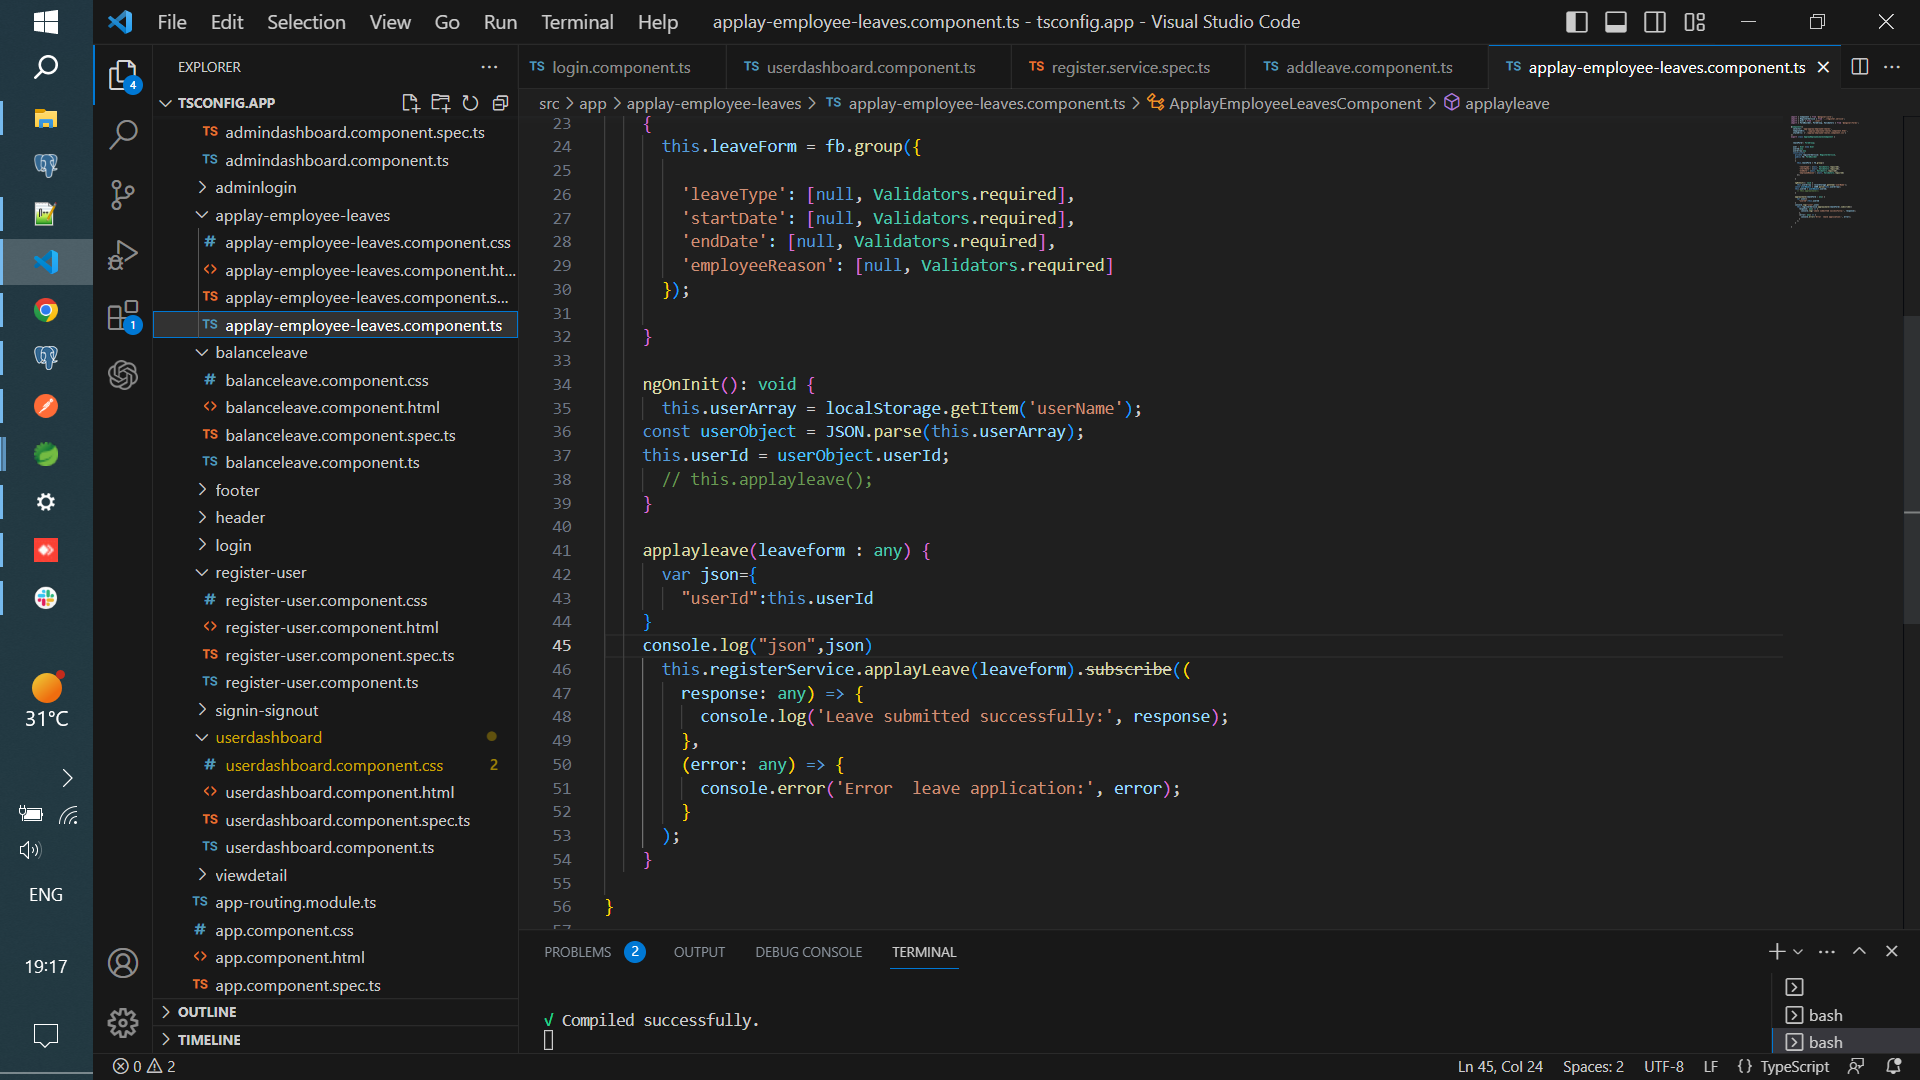 File Edit Selection View Go Run Terminal Help applay-employee-leaves.component.ts - tsconfig.app - Visual Studio Code
EXPLORER
TS login.component.ts TS userdashboard.component.ts TS register.service.spec.ts TS addleave.component.ts TS applay-employee-leaves.component.ts
src > app > applay-employee-leaves > TS applay-employee-leaves.component.ts > ApplayEmployeeLeavesComponent > applayleave
4
1
TSCONFIG.APP
TS admindashboard.component.spec.ts
TS admindashboard.component.ts
adminlogin
applay-employee-leaves
# applay-employee-leaves.component.css
<> applay-employee-leaves.component.ht...
TS applay-employee-leaves.component.s...
TS applay-employee-leaves.component.ts
balanceleave
# balanceleave.component.css
<> balanceleave.component.html
TS balanceleave.component.spec.ts
TS balanceleave.component.ts
footer
header
login
register-user
# register-user.component.css
<> register-user.component.html
TS register-user.component.spec.ts
TS register-user.component.ts
signin-signout
userdashboard
# userdashboard.component.css 2
<> userdashboard.component.html
TS userdashboard.component.spec.ts
TS userdashboard.component.ts
viewdetail
TS app-routing.module.ts
# app.component.css
<> app.component.html
TS app.component.spec.ts
OUTLINE
TIMELINE
23 {
24 this.leaveForm = fb.group({
25
26 'leaveType': [null, Validators.required],
27 'startDate': [null, Validators.required],
28 'endDate': [null, Validators.required],
29 'employeeReason': [null, Validators.required]
30 });
31
32 }
33
34 ngOnInit(): void {
35 this.userArray = localStorage.getItem('userName');
36 const userObject = JSON.parse(this.userArray);
37 this.userId = userObject.userId;
38 // this.applayleave();
39 }
40
41 applayleave(leaveform : any) {
42 var json={
43 "userId":this.userId
44 }
45 console.log("json",json)
46 this.registerService.applayLeave(leaveform).subscribe((
47 response: any) => {
48 console.log('Leave submitted successfully:', response);
49 },
50 (error: any) => {
51 console.error('Error  leave application:', error);
52 }
53 );
54 }
55
56 }
57
PROBLEMS 2 OUTPUT DEBUG CONSOLE TERMINAL
√ Compiled successfully.
bash
bash
31°C
ENG
19:17
0 2
Ln 45, Col 24 Spaces: 2 UTF-8 LF {} TypeScript